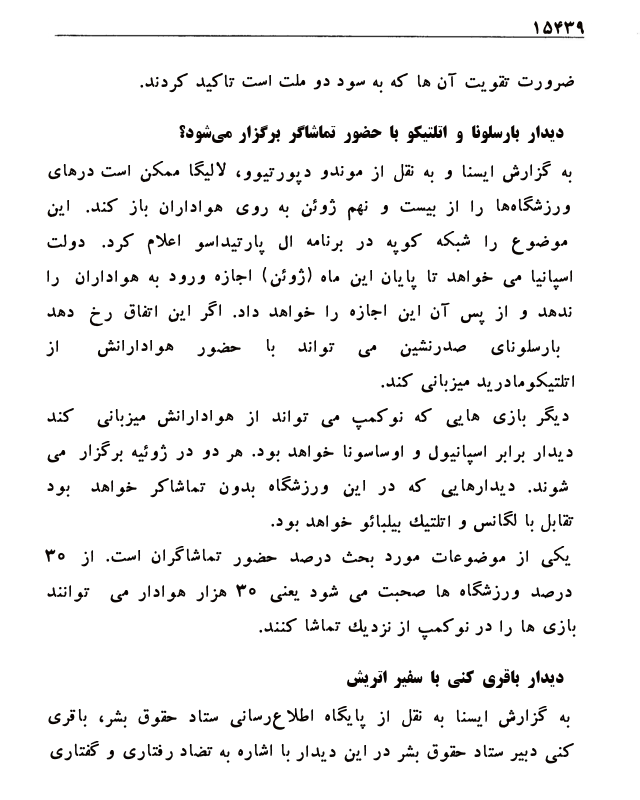 ۱۵۴۳۹
ضرورت تقویت آن ها که به سود دو ملت است تاکید کردند.
دیدار بارسلونا و اتلتیکو با حضور تماشاگر برگزار می‌شود؟
به گزارش ایسنا و به نقل از موندو دپورتیوو، لالیگا ممکن است درهای
ورزشگاه‌ها را از بیست و نهم ژوئن به روی هواداران باز کند. این
موضوع را شبکه کوپه در برنامه ال پارتیداسو اعلام کرد. دولت
اسپانیا می خواهد تا پایان این ماه (ژوئن) اجازه ورود به هواداران را
ندهد و از پس آن این اجازه را خواهد داد. اگر این اتفاق رخ دهد
بارسلونای صدرنشین می تواند با حضور هوادارانش از
اتلتیکومادرید میزبانی کند.
دیگر بازی هایی که نوکمپ می تواند از هوادارانش میزبانی کند
دیدار برابر اسپانیول و اوساسونا خواهد بود. هر دو در ژوئیه برگزار می
شوند. دیدارهایی که در این ورزشگاه بدون تماشاکر خواهد بود
تقابل با لگانس و اتلتیك بیلبائو خواهد بود.
یکی از موضوعات مورد بحث درصد حضور تماشاگران است. از ۳۰
درصد ورزشگاه ها صحبت می شود یعنی ۳۰ هزار هوادار می توانند
بازی ها را در نوکمپ از نزدیك تماشا کنند.
دیدار باقری کنی با سفیر اتریش
به گزارش ایسنا به نقل از پایگاه اطلاع‌رسانی ستاد حقوق بشر، باقری
کنی دبیر ستاد حقوق بشر در این دیدار با اشاره به تضاد رفتاری و گفتاری